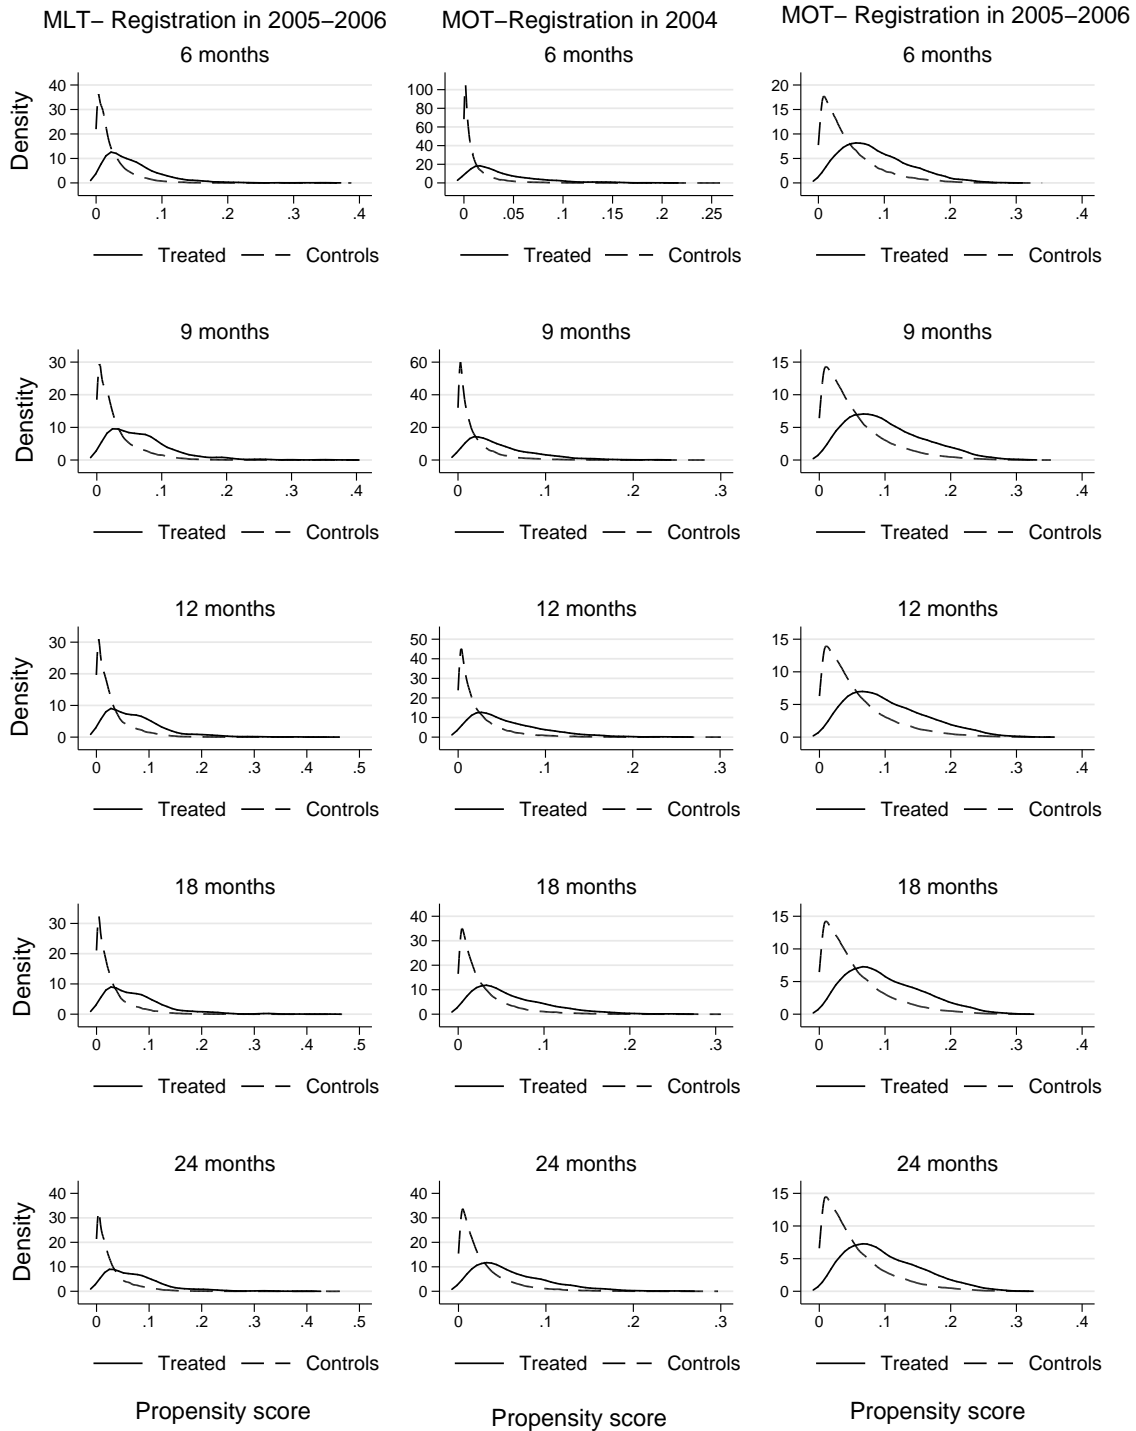 MLT− Registration in 2005−2006 MOT−Registration in 2004 MOT− Registration in 2005−2006
6 months 6 months 6 months
Density
40
30
20
10
0
0 .1 .2 .3 .4
100
80
60
40
20
0
0 .05 .1 .15 .2 .25
20
15
10
5
0
0 .1 .2 .3 .4
Treated Controls Treated Controls Treated Controls
9 months 9 months 9 months
Denstity
30
20
10
0
0 .1 .2 .3 .4
60
40
20
0
0 .1 .2 .3
15
10
5
0
0 .1 .2 .3 .4
Treated Controls Treated Controls Treated Controls
12 months 12 months 12 months
Density
30
20
10
0
0 .1 .2 .3 .4 .5
50
40
30
20
10
0
0 .1 .2 .3
15
10
5
0
0 .1 .2 .3 .4
Treated Controls Treated Controls Treated Controls
18 months 18 months 18 months
Density
30
20
10
0
0 .1 .2 .3 .4 .5
40
30
20
10
0
0 .1 .2 .3
15
10
5
0
0 .1 .2 .3 .4
Treated Controls Treated Controls Treated Controls
24 months 24 months 24 months
Density
40
30
20
10
0
0 .1 .2 .3 .4 .5
40
30
20
10
0
0 .1 .2 .3
15
10
5
0
0 .1 .2 .3 .4
Treated Controls Treated Controls Treated Controls
Propensity score Propensity score Propensity score